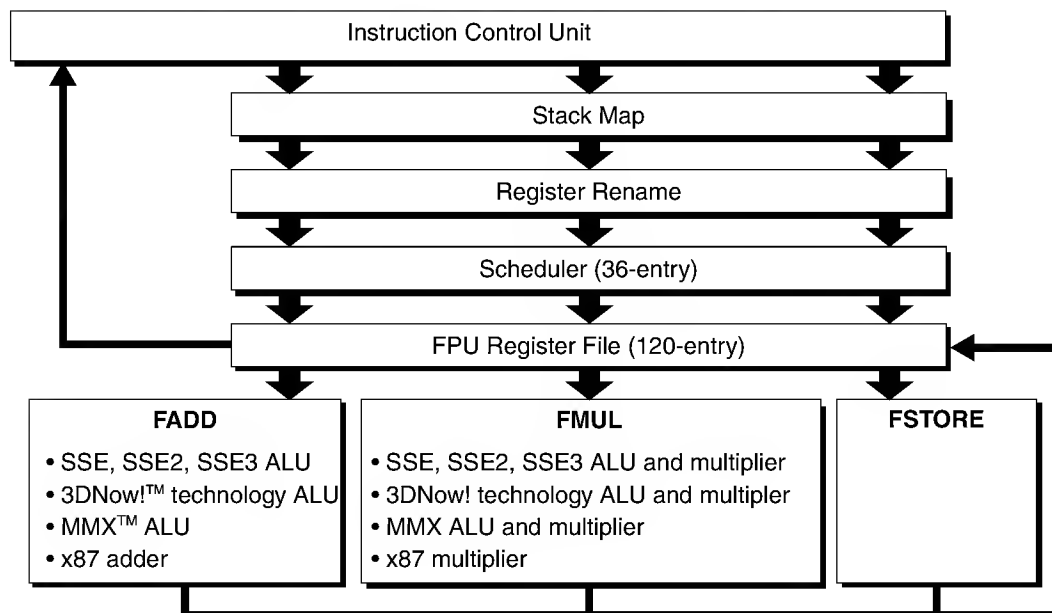 Instruction Control Unit
Stack Map
Register Rename
Scheduler (36-entry)
FPU Register File (120-entry)
FADD
• SSE, SSE2, SSE3 ALU
• 3DNow!™ technology ALU
• MMX™ ALU
• x87 adder
FMUL
• SSE, SSE2, SSE3 ALU and multiplier
• 3DNow! technology ALU and multipler
• MMX ALU and multiplier
• x87 multiplier
FSTORE